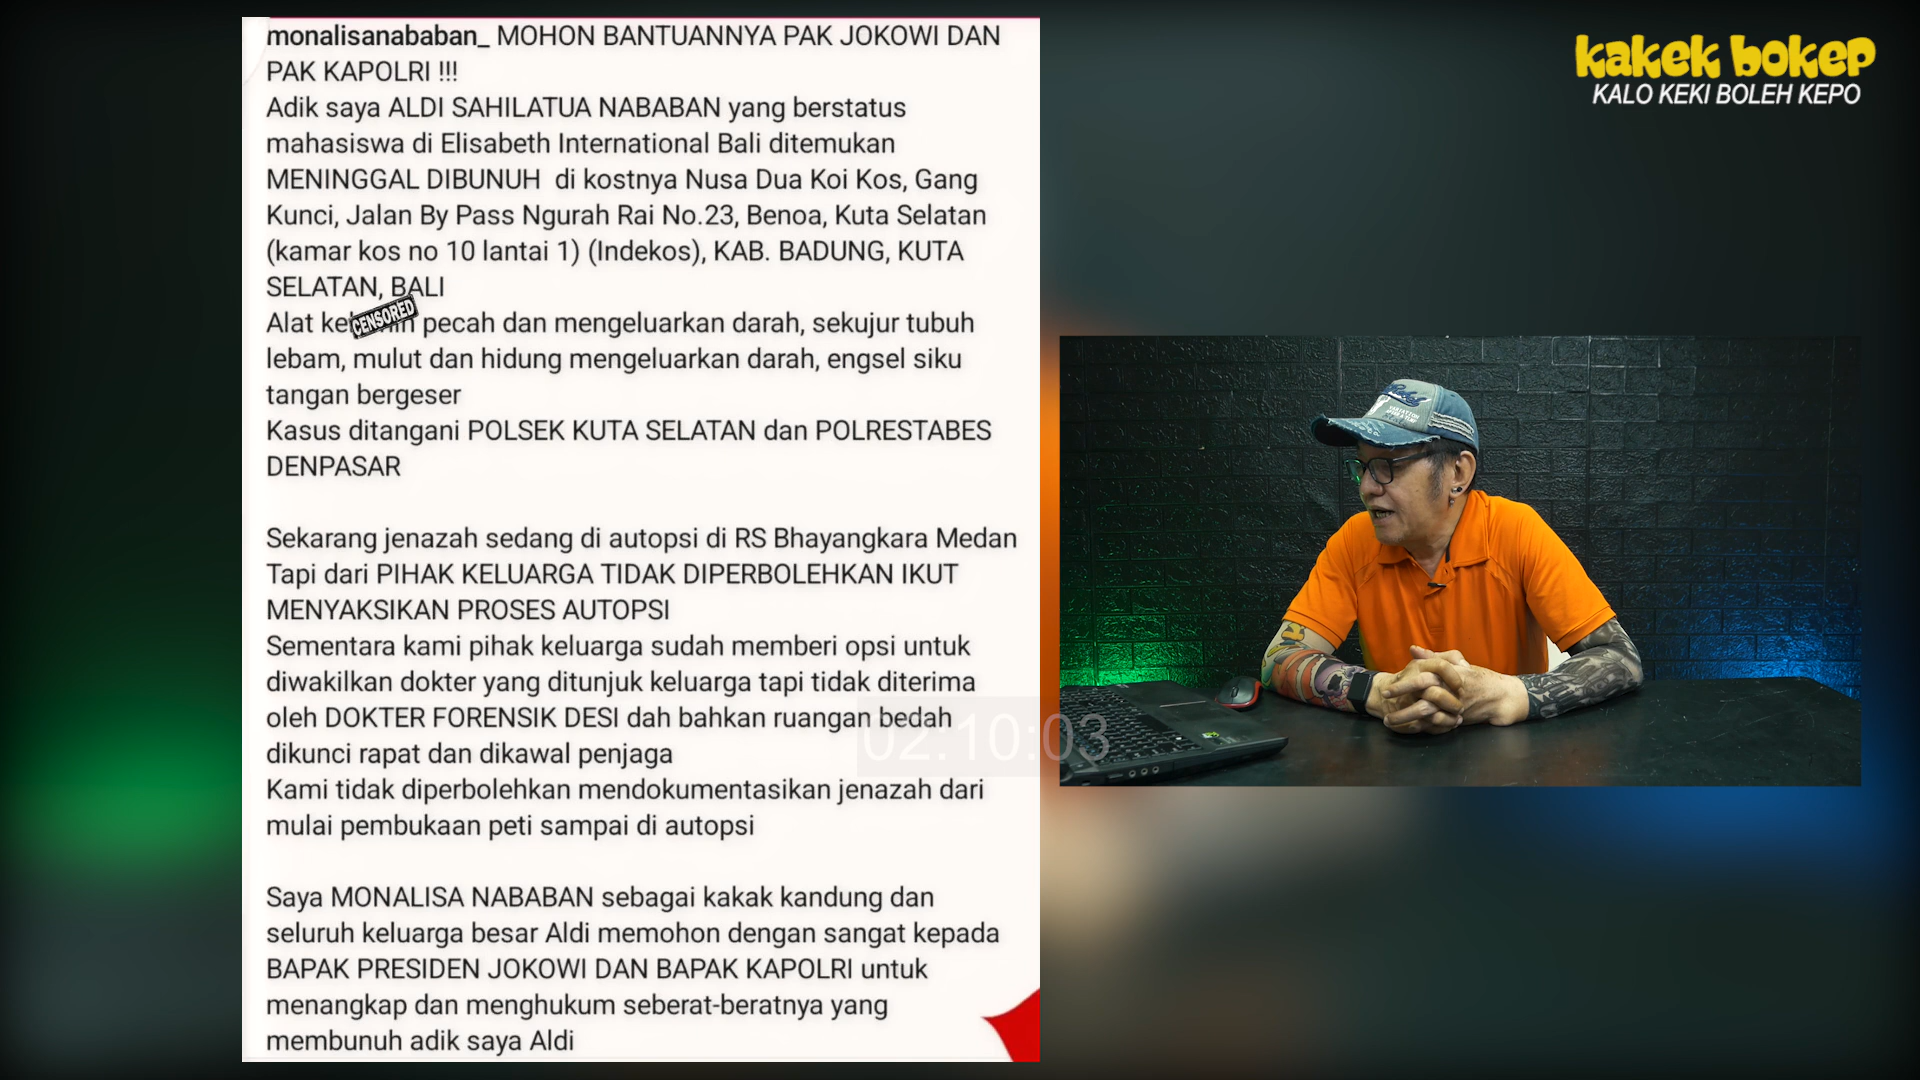 monalisanababan_ MOHON BANTUANNYA PAK JOKOWI DAN
PAK KAPOLRI !!!
Adik saya ALDI SAHILATUA NABABAN yang berstatus
mahasiswa di Elisabeth International Bali ditemukan
MENINGGAL DIBUNUH di kostnya Nusa Dua Koi Kos, Gang
Kunci, Jalan By Pass Ngurah Rai No.23, Benoa, Kuta Selatan
(kamar kos no 10 lantai 1) (Indekos), KAB. BADUNG, KUTA
SELATAN, BALI
CENSORED
Alat pecah dan mengeluarkan darah, sekujur tubuh
lebam, mulut dan hidung mengeluarkan darah, engsel siku
tangan bergeser
Kasus ditangani POLSEK KUTA SELATAN dan POLRESTABES
DENPASAR
Sekarang jenazah sedang di autopsi di RS Bhayangkara Medan
Tapi dari PIHAK KELUARGA TIDAK DIPERBOLEHKAN IKUT
MENYAKSIKAN PROSES AUTOPSI
Sementara kami pihak keluarga sudah memberi opsi untuk
diwakilkan dokter yang ditunjuk keluarga tapi tidak diterima
oleh DOKTER FORENSIK DESI dah bahkan ruangan bedah
dikunci rapat dan dikawal penjaga
Kami tidak diperbolehkan mendokumentasikan jenazah dari
mulai pembukaan peti sampai di autopsi
Saya MONALISA NABABAN sebagai kakak kandung dan
seluruh keluarga besar Aldi memohon dengan sangat kepada
BAPAK PRESIDEN JOKOWI DAN BAPAK KAPOLRI untuk
menangkap dan menghukum seberat-beratnya yang
membunuh adik saya Aldi
02:10:03
kakek bokep
KALO KEKI BOLEH KEPO